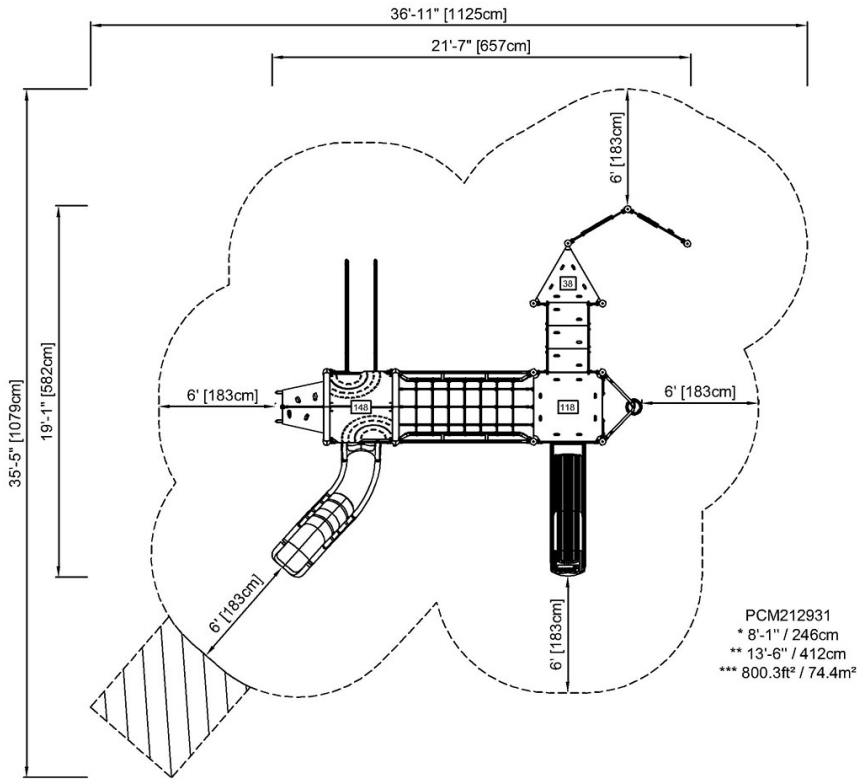 36'-11" [1125cm]
21'-7" [657cm]
6' [183cm]
38
19'-1" [582cm]
35'-5" [1079cm]
6' [183cm]
148
118
6' [183cm]
6' [183cm]
6' [183cm]
PCM212931
* 8'-1" / 246cm
** 13'-6" / 412cm
*** 800.3ft² / 74.4m²